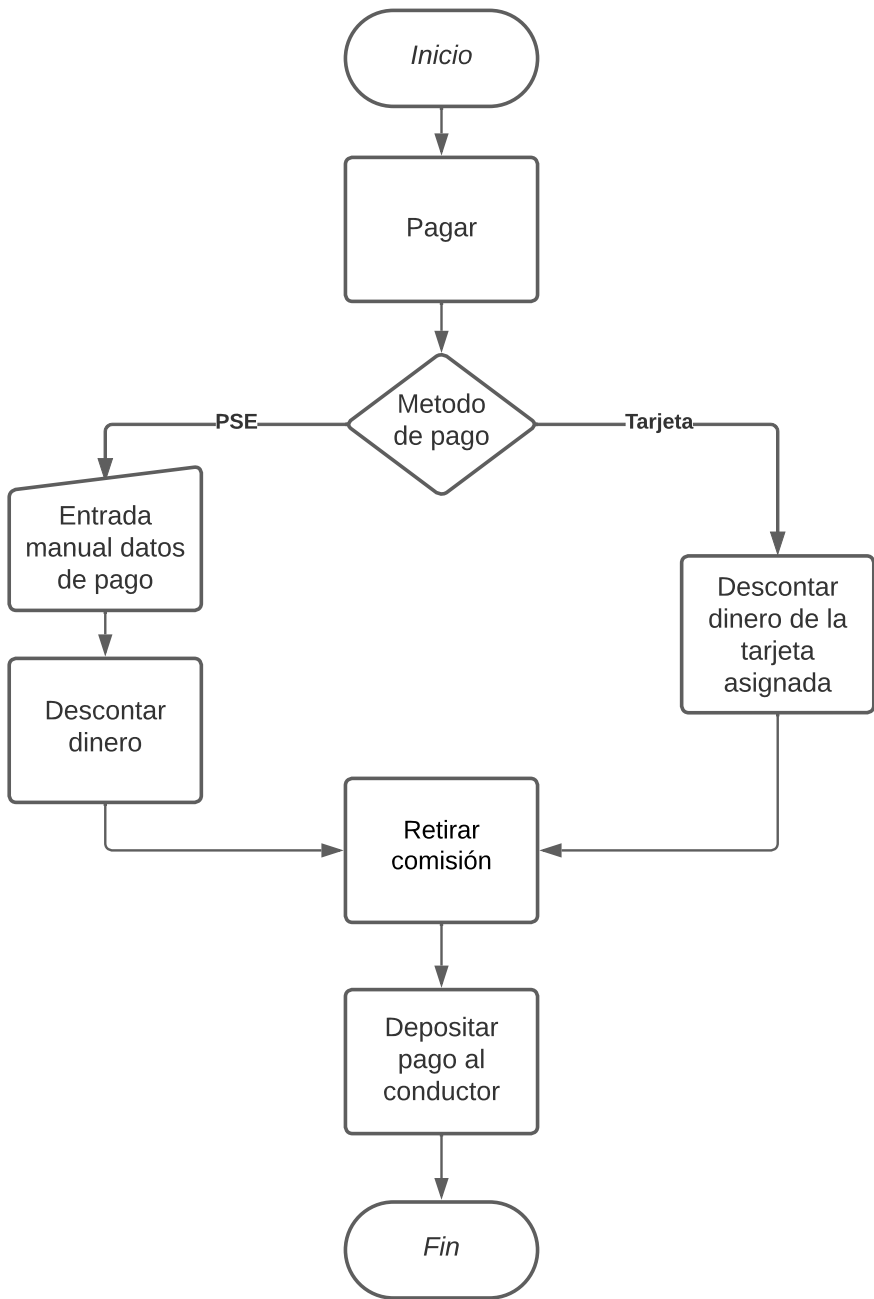 Inicio
Pagar
Metodo
de pago
PSE
Tarjeta
Entrada
manual datos
de pago
Descontar
dinero de la
tarjeta
asignada
Descontar
dinero
Retirar
comisión
Depositar
pago al
conductor
Fin